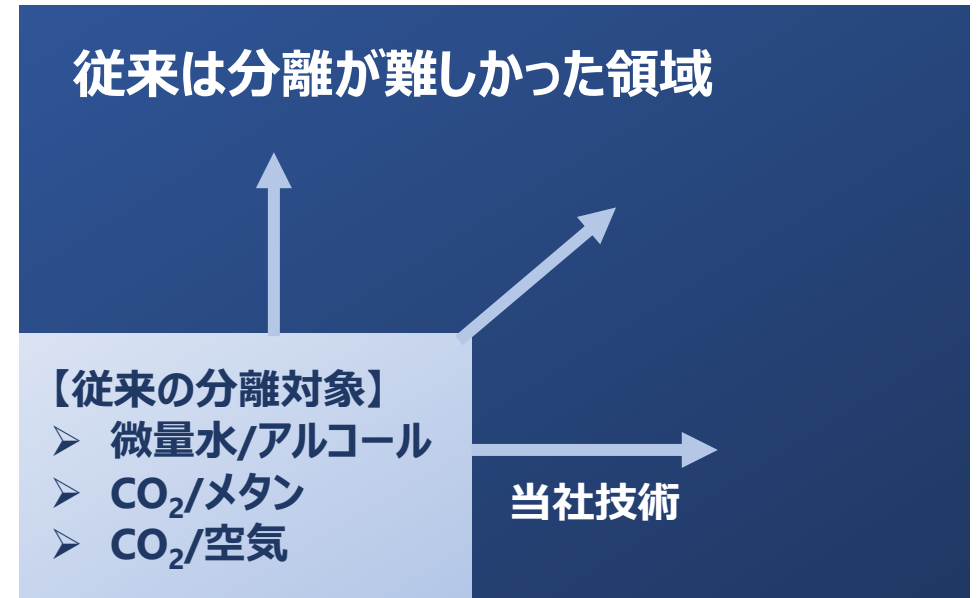 従来は分離が難しかった領域
【従来の分離対象】
➢ 微量水/アルコール
➢ CO₂/メタン
➢ CO₂/空気
当社技術